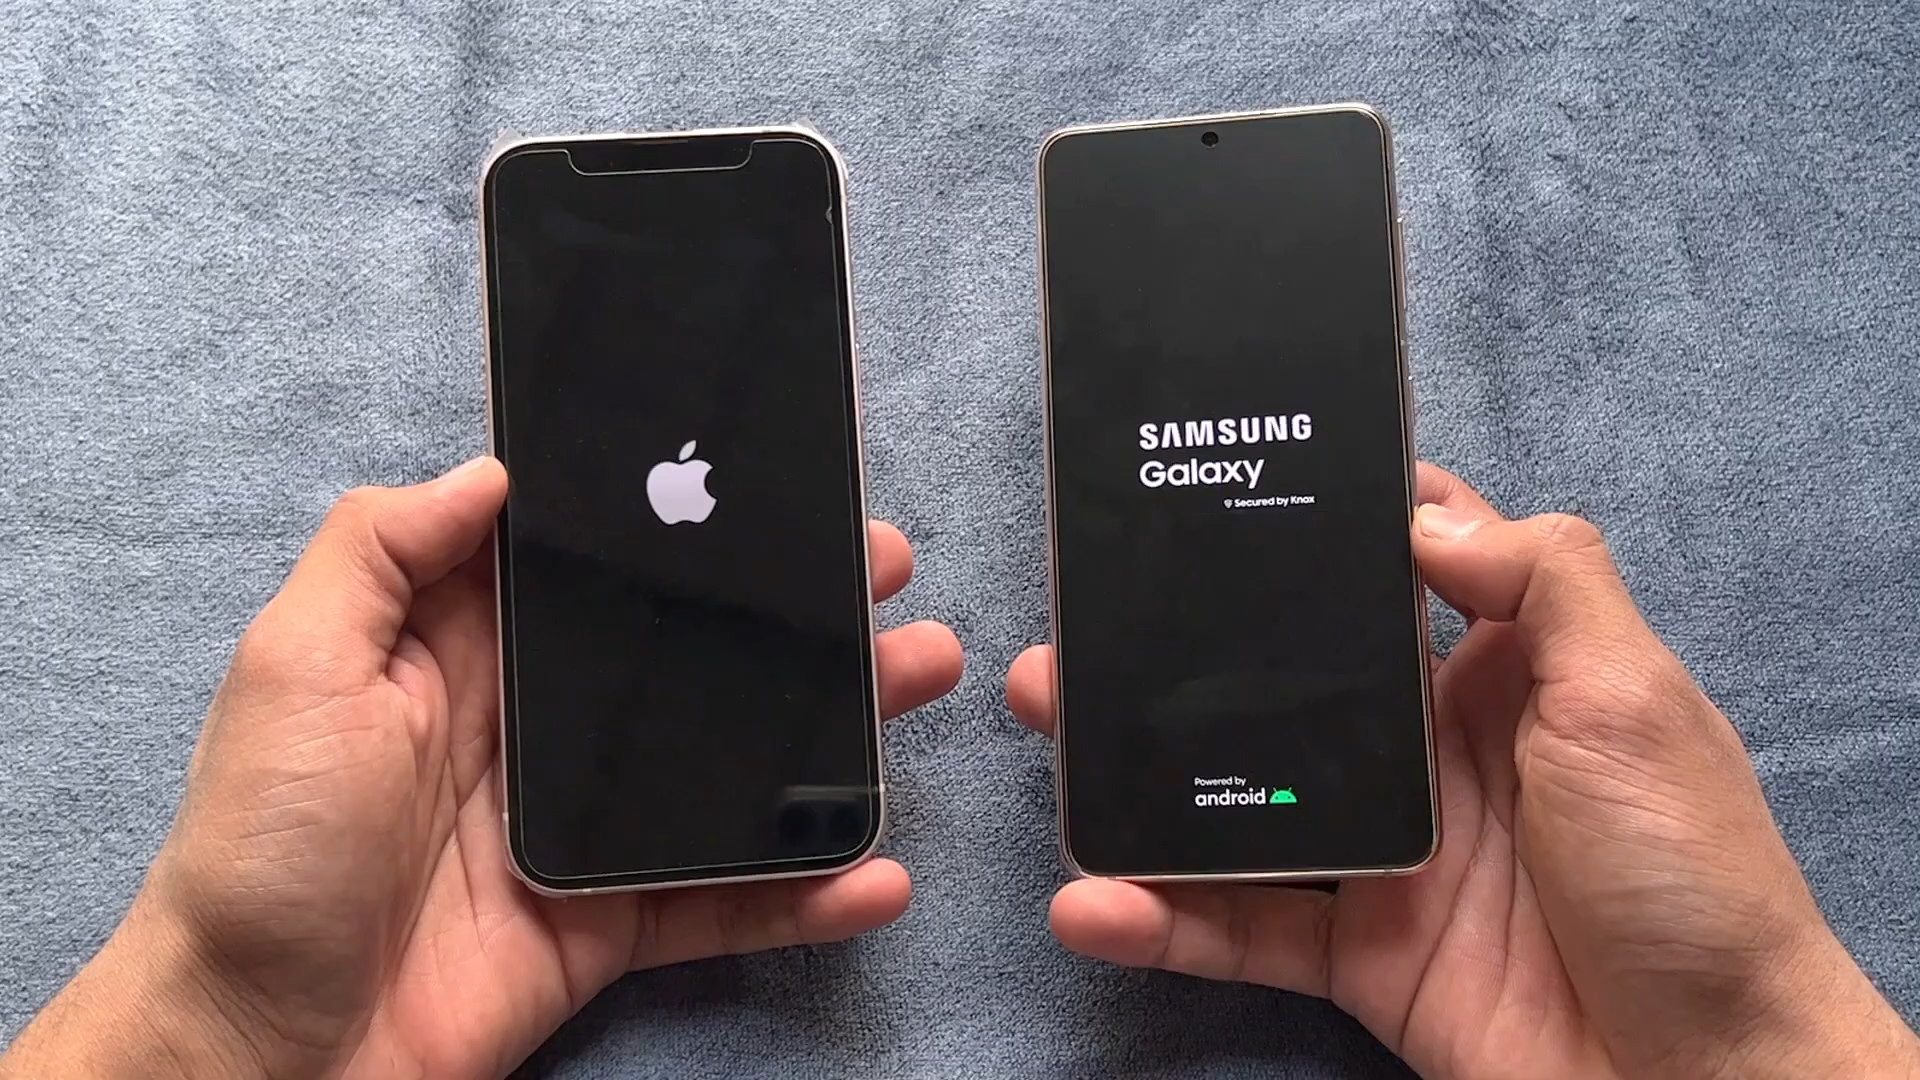 SAMSUNG
Galaxy
Secured by Knox
Powered by
android